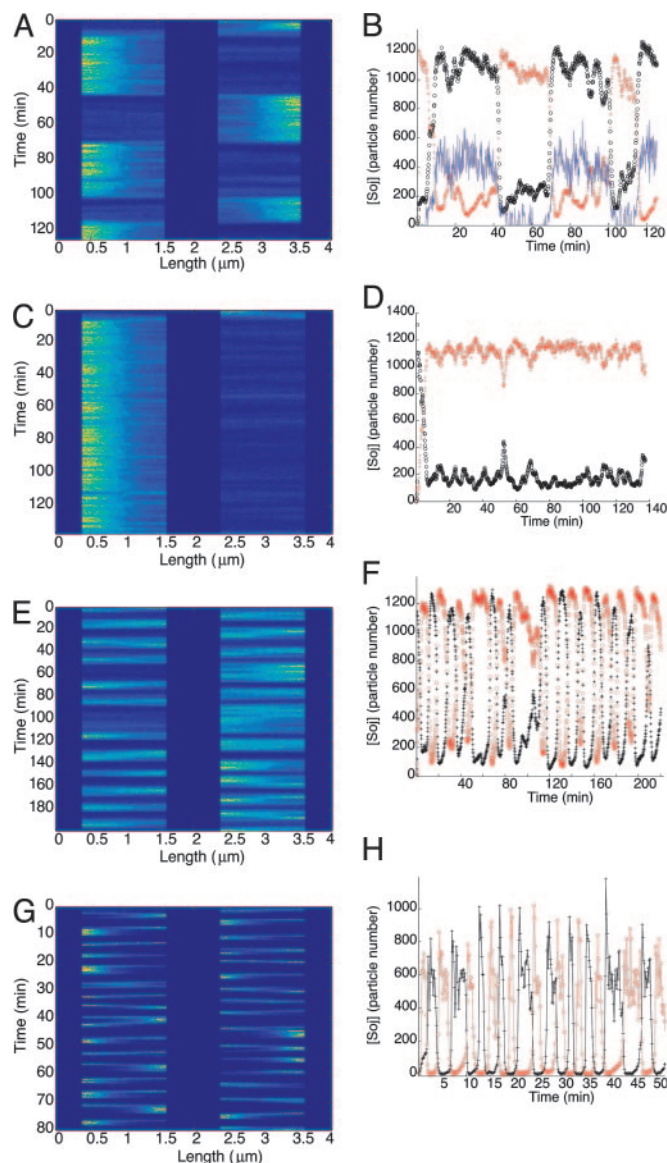 A
0
20
40
60
80
100
120
Time (min)
0 0.5 1 1.5 2 2.5 3 3.5 4
Length (μm)
B
1200
1000
800
600
400
200
0
[Soj] (particle number)
20 40 60 80 100 120
Time (min)
C
0
20
40
60
80
100
120
Time (min)
0 0.5 1 1.5 2 2.5 3 3.5 4
Length (μm)
D
1400
1200
1000
800
600
400
200
0
[Soj] (particle number)
20 40 60 80 100 120 140
Time (min)
E
0
20
40
60
80
100
120
140
160
180
Time (min)
0 0.5 1 1.5 2 2.5 3 3.5 4
Length (μm)
F
1200
1000
800
600
400
200
0
[Soj] (particle number)
40 80 120 160 200
Time (min)
G
0
10
20
30
40
50
60
70
80
Time (min)
0 0.5 1 1.5 2 2.5 3 3.5 4
Length (μm)
H
1000
800
600
400
200
0
[Soj] (particle number)
5 10 15 20 25 30 35 40 45 50
Time (min)